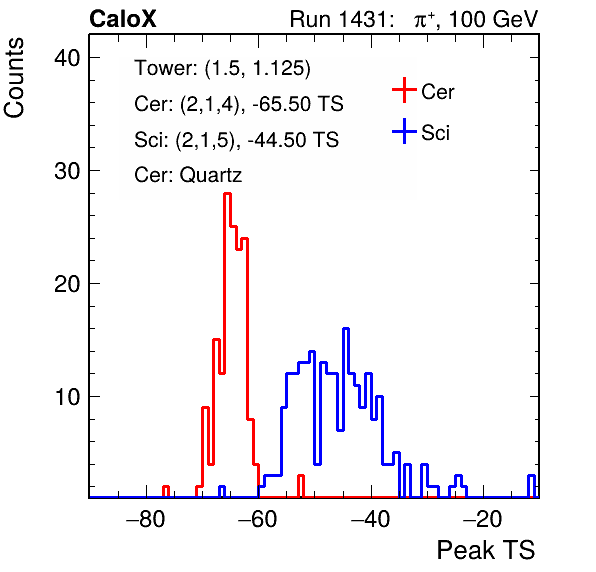 CaloX Run 1431: π⁺, 100 GeV
Counts
Tower: (1.5, 1.125)
Cer: (2,1,4), -65.50 TS
Sci: (2,1,5), -44.50 TS
Cer: Quartz
Cer
Sci
40
30
20
10
−80 −60 −40 −20
Peak TS